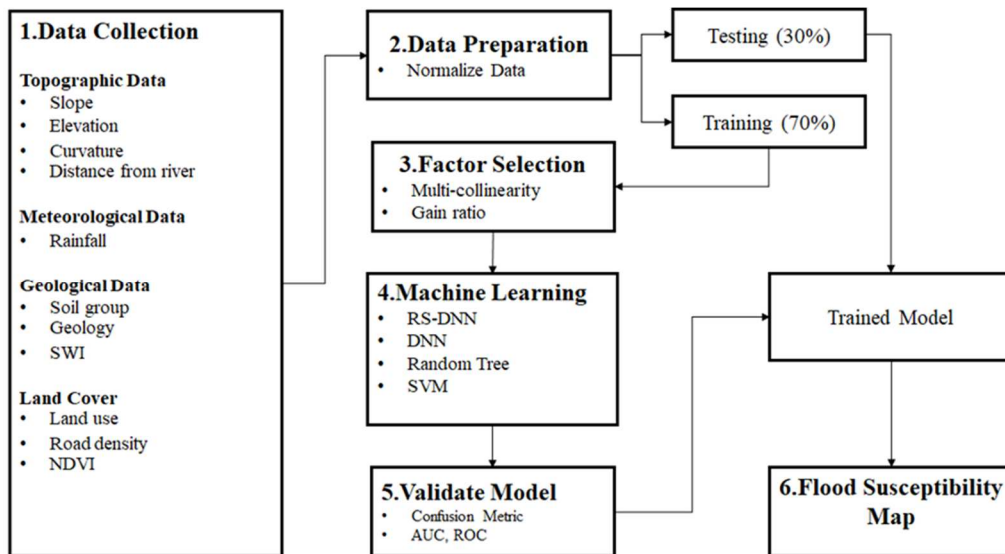 1.Data Collection
Topographic Data
• Slope
• Elevation
• Curvature
• Distance from river
Meteorological Data
• Rainfall
Geological Data
• Soil group
• Geology
• SWI
Land Cover
• Land use
• Road density
• NDVI
2.Data Preparation
• Normalize Data
Testing (30%)
Training (70%)
3.Factor Selection
• Multi-collinearity
• Gain ratio
4.Machine Learning
• RS-DNN
• DNN
• Random Tree
• SVM
5.Validate Model
• Confusion Metric
• AUC, ROC
Trained Model
6.Flood Susceptibility
Map